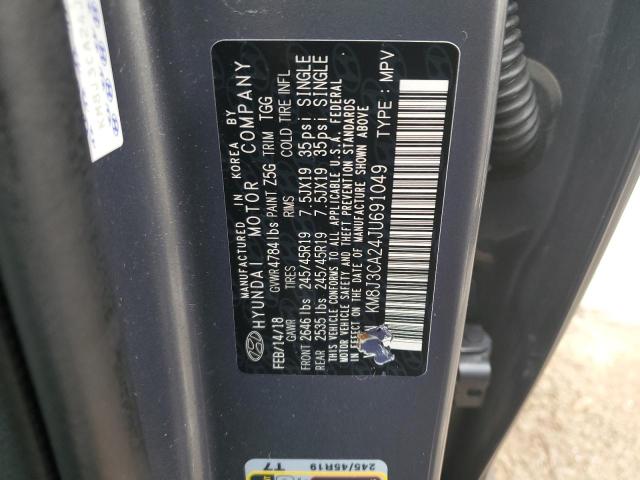 MANUFACTURED IN KOREA BY
HYUNDAI MOTOR COMPANY
FEB/14/18 GVWR 4784 lbs PAINT Z5G TRIM TGG
GAWR TIRES RIMS COLD TIRE INFL
FRONT 2646 lbs 245/45R19 7.5JX19 35psi SINGLE
REAR 2535 lbs 245/45R19 7.5JX19 35psi SINGLE
THIS VEHICLE CONFORMS TO ALL APPLICABLE U.S.A. FEDERAL
MOTOR VEHICLE SAFETY AND THEFT PREVENTION STANDARDS
IN EFFECT ON THE DATE OF MANUFACTURE SHOWN ABOVE
KM8J3CA24JU691049 TYPE : MPV
245/45R19
T7